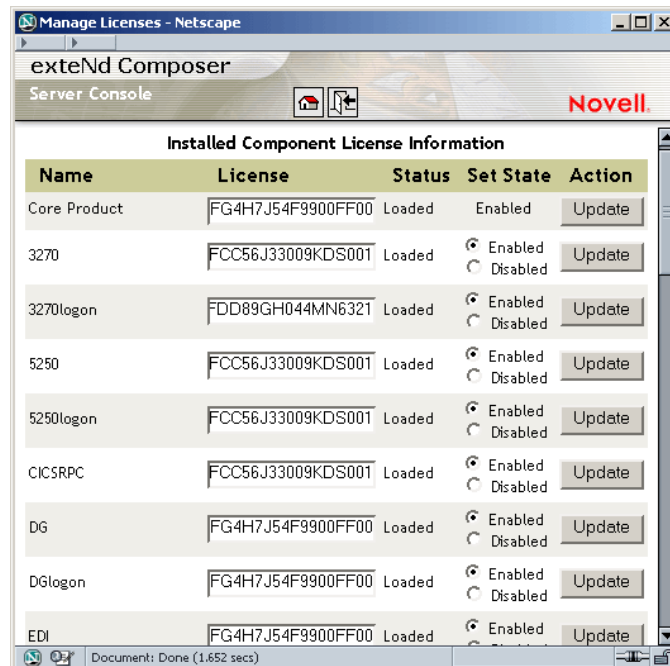 Manage Licenses - Netscape
exteNd Composer
Server Console
Novell.
Installed Component License Information
Name License Status Set State Action
Core Product FG4H7J54F9900FF00 Loaded Enabled Update
3270 FCC56J33009KDS001 Loaded Enabled Disabled Update
3270logon FDD89GH044MN6321 Loaded Enabled Disabled Update
5250 FCC56J33009KDS001 Loaded Enabled Disabled Update
5250logon FCC56J33009KDS001 Loaded Enabled Disabled Update
CICSRPC FCC56J33009KDS001 Loaded Enabled Disabled Update
DG FG4H7J54F9900FF00 Loaded Enabled Disabled Update
DGlogon FG4H7J54F9900FF00 Loaded Enabled Disabled Update
EDI FG4H7J54F9900FF00 Loaded Enabled Update
Document: Done (1.652 secs)